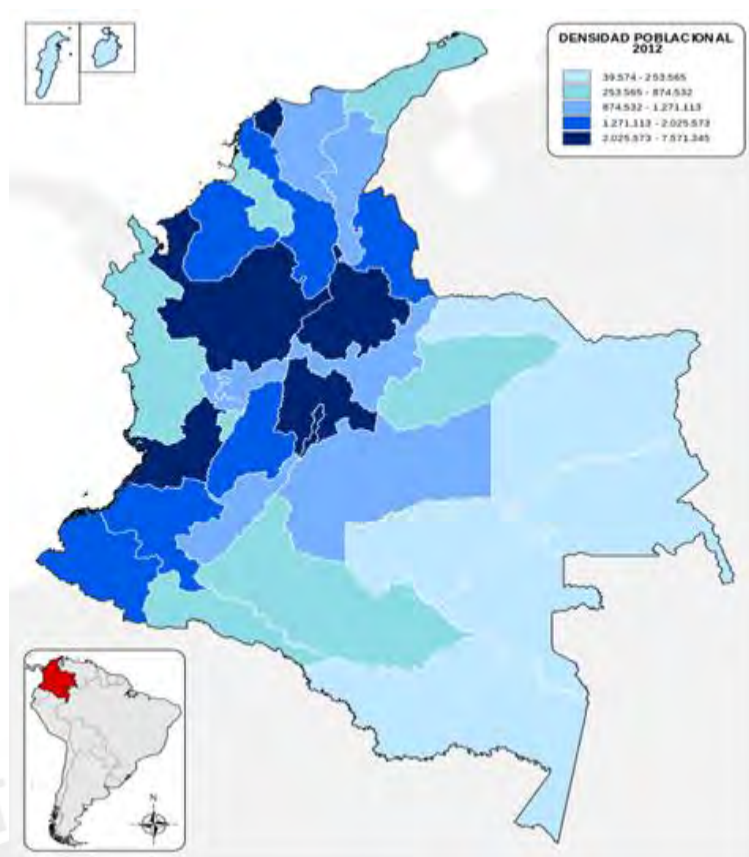 DENSIDAD POBLACIONAL
2012
39.574 - 253.565
253.565 - 874.532
874.532 - 1.271.113
1.271.113 - 2.025.573
2.025.573 - 7.571.345
N